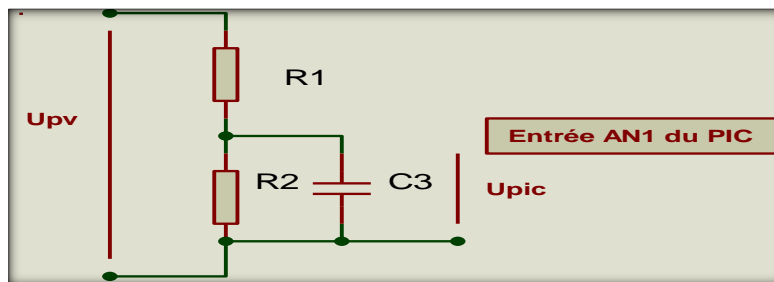 R1
Upv
Entrée AN1 du PIC
R2
C3
Upic